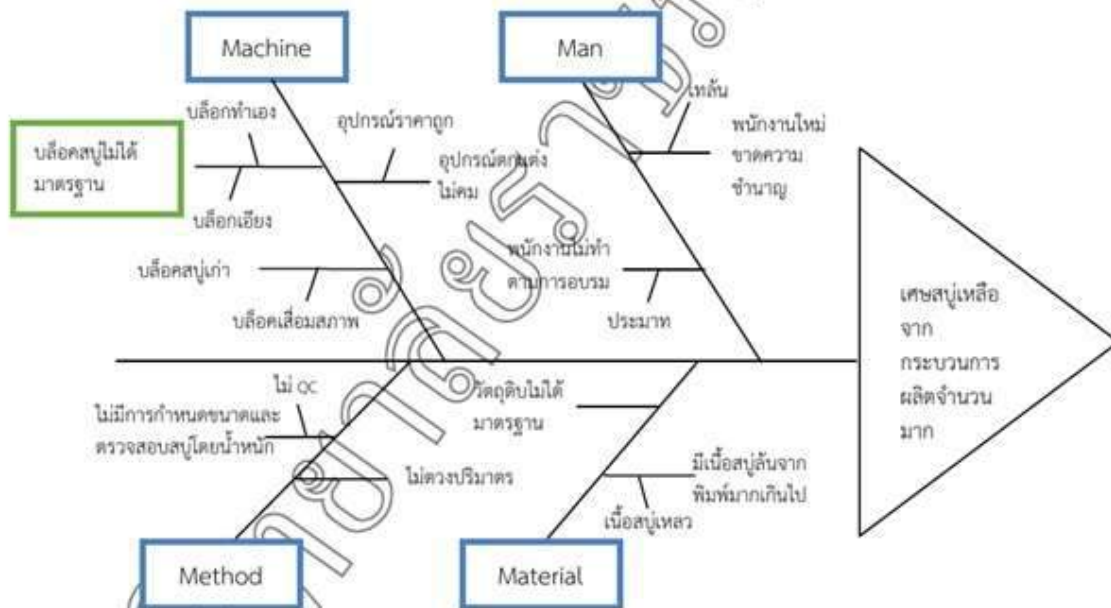 Machine
Man
บล็อกทำเอง
อุปกรณ์ราคาถูก
เทล้น
พนักงานใหม่
ขาดความ
ชำนาญ
บล็อคสบู่ไม่ได้
มาตรฐาน
อุปกรณ์ตกแต่ง
ไม่คม
บล็อกเอียง
บล็อคสบู่เก่า
บล็อคเสื่อมสภาพ
พนักงานไม่ทำ
ตามการอบรม
ประมาท
เศษสบู่เหลือ
จาก
กระบวนการ
ผลิตจำนวน
มาก
ไม่ QC
ไม่มีการกำหนดขนาดและ
ตรวจสอบสบู่โดยน้ำหนัก
ไม่ตวงปริมาตร
วัตถุดิบไม่ได้
มาตรฐาน
มีเนื้อสบู่ล้นจาก
พิมพ์มากเกินไป
เนื้อสบู่เหลว
Method
Material